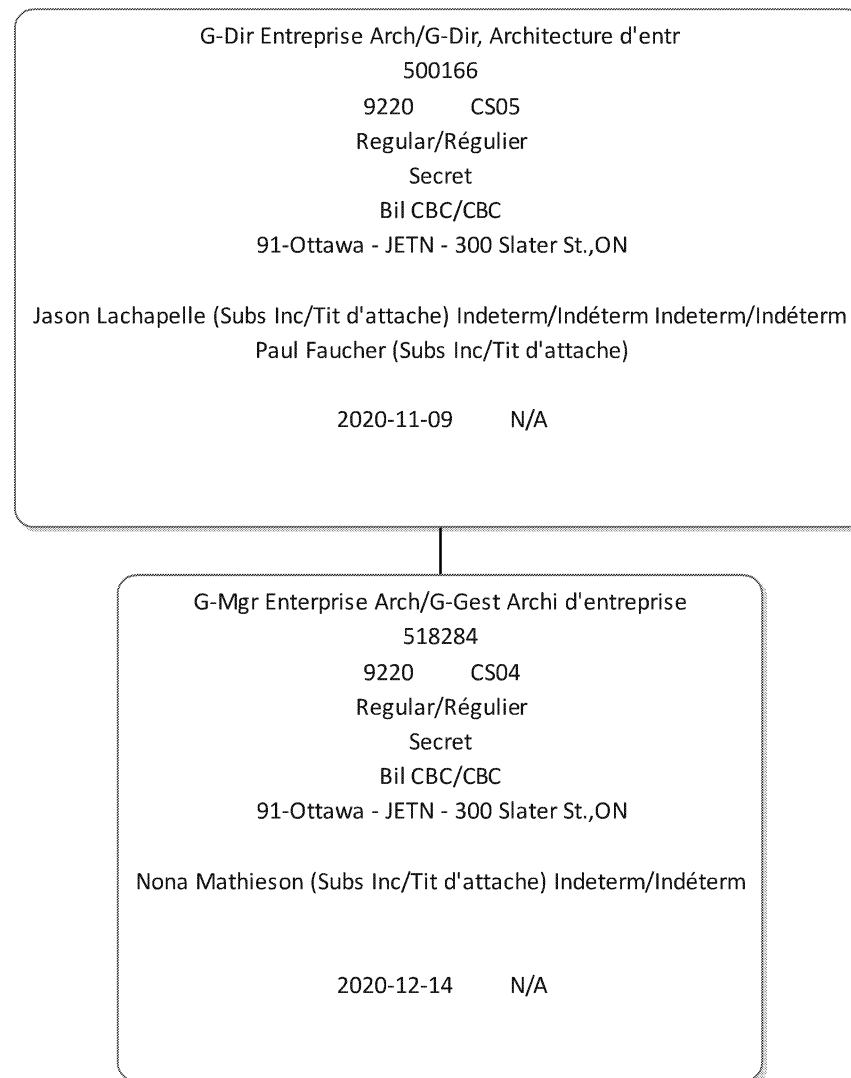 G-Dir Entreprise Arch/G-Dir, Architecture d'entr
500166
9220 CS05
Regular/Régulier
Secret
Bil CBC/CBC
91-Ottawa - JETN - 300 Slater St.,ON
Jason Lachapelle (Subs Inc/Tit d'attache) Indeterm/Indéterm Indeterm/Indéterm
Paul Faucher (Subs Inc/Tit d'attache)
2020-11-09 N/A
G-Mgr Enterprise Arch/G-Gest Archi d'entreprise
518284
9220 CS04
Regular/Régulier
Secret
Bil CBC/CBC
91-Ottawa - JETN - 300 Slater St.,ON
Nona Mathieson (Subs Inc/Tit d'attache) Indeterm/Indéterm
2020-12-14 N/A